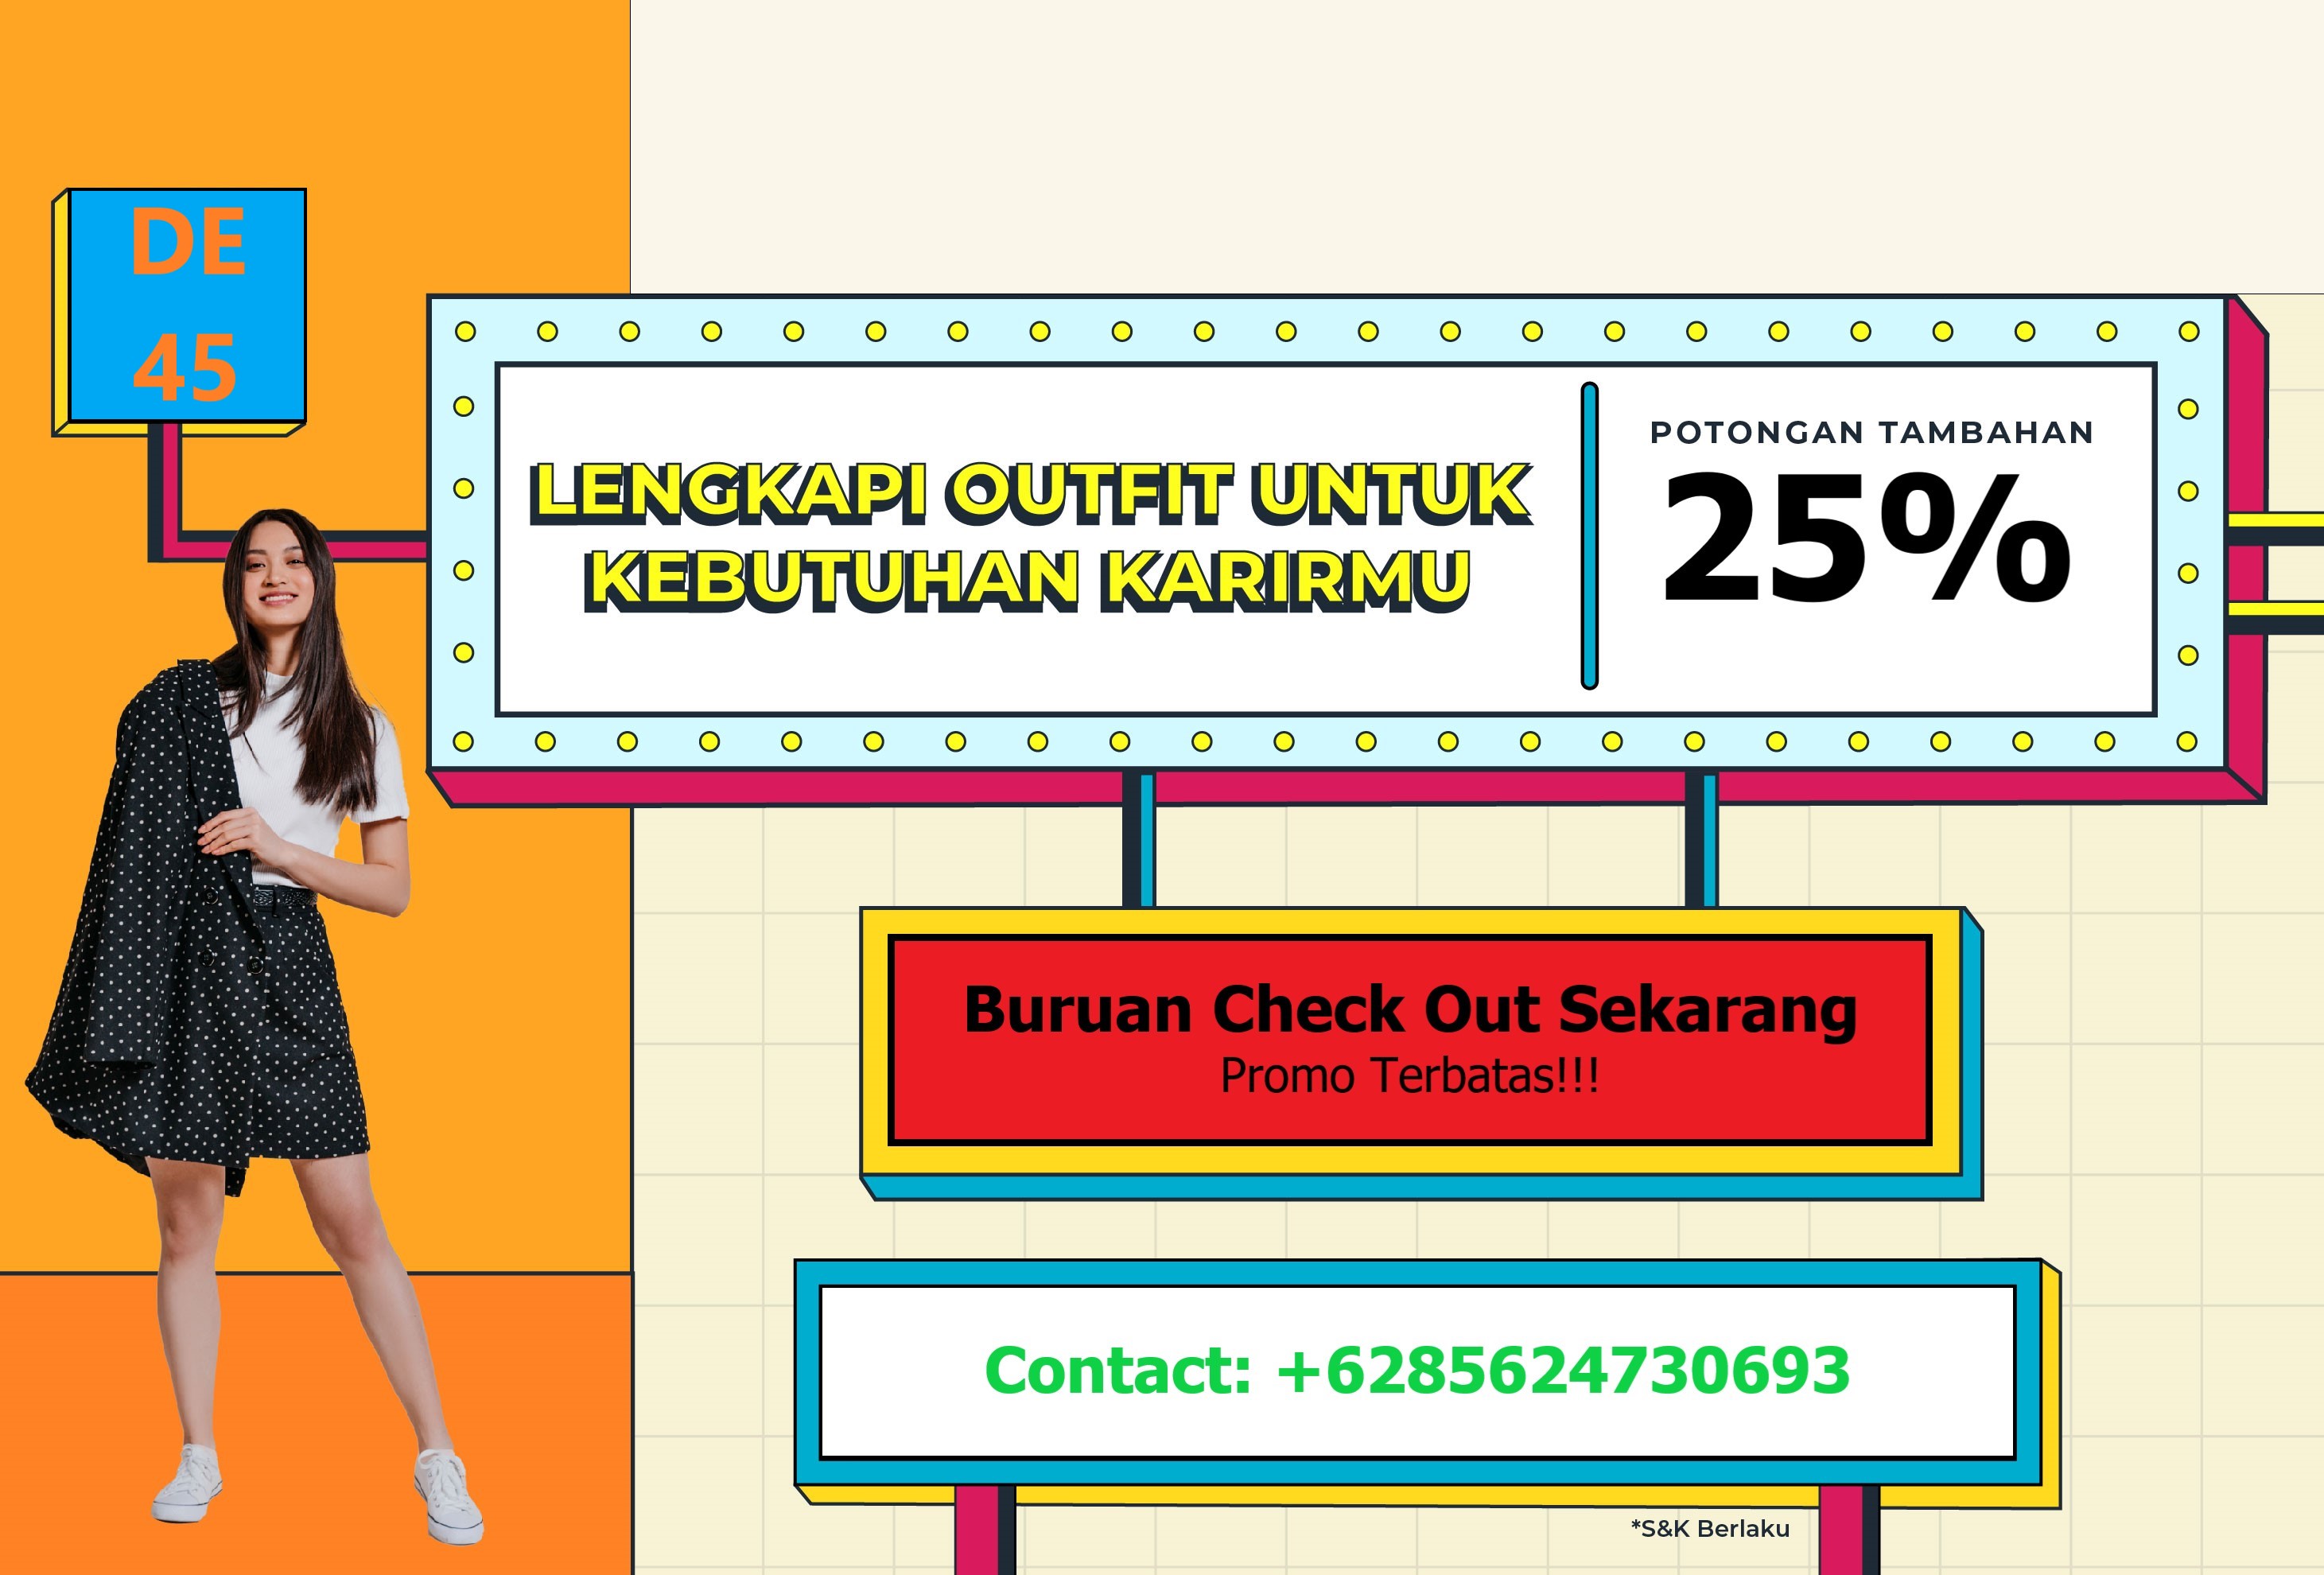 DE
45
LENGKAPI OUTFIT UNTUK
KEBUTUHAN KARIRMU
POTONGAN TAMBAHAN
25%
Buruan Check Out Sekarang
Promo Terbatas!!!
Contact: +6285624730693
*S&K Berlaku